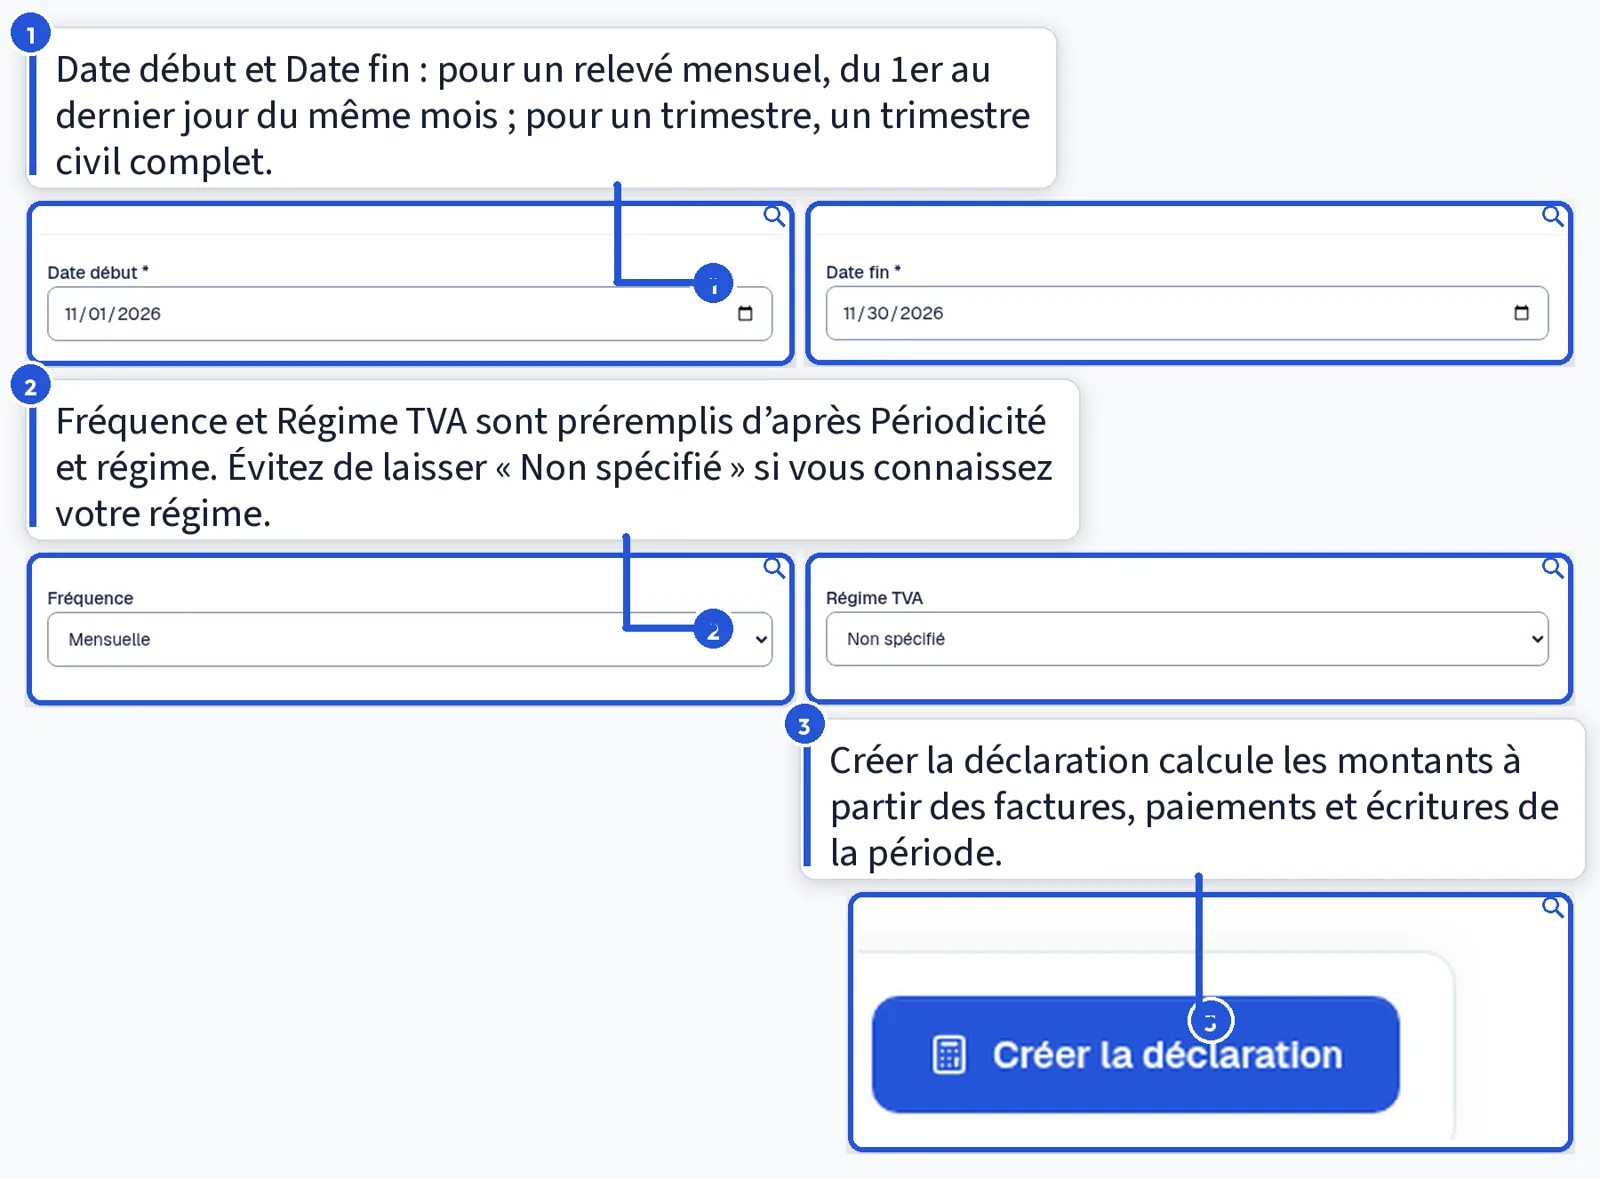 1
Date début et Date fin : pour un relevé mensuel, du 1er au
dernier jour du même mois ; pour un trimestre, un trimestre
civil complet.
Date début *
11/01/2026
1
Date fin *
11/30/2026
2
Fréquence et Régime TVA sont préremplis d’après Périodicité
et régime. Évitez de laisser « Non spécifié » si vous connaissez
votre régime.
Fréquence
Mensuelle
2
Régime TVA
Non spécifié
3
Créer la déclaration calcule les montants à
partir des factures, paiements et écritures de
la période.
3
Créer la déclaration